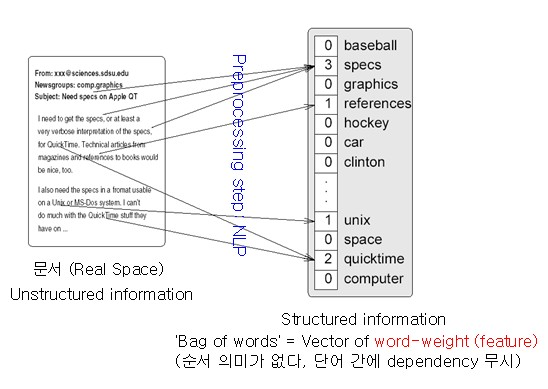 From: xxx@sciences.sdsu.edu
Newsgroups: comp.graphics
Subject: Need specs on Apple QT
I need to get the specs, or at least a
very verbose interpretation of the specs,
for QuickTime. Technical articles from
magazines and references to books would
be nice, too.
I also need the specs in a fromat usable
on a Unix or MS-Dos system. I can't
do much with the QuickTime stuff they
have on ...
문서 (Real Space)
Unstructured information
Preprocessing step: NLP
0 baseball
3 specs
0 graphics
1 references
0 hockey
0 car
0 clinton
.
.
.
1 unix
0 space
2 quicktime
0 computer
Structured information
'Bag of words' = Vector of word-weight (feature)
(순서 의미가 없다, 단어 간에 dependency 무시)